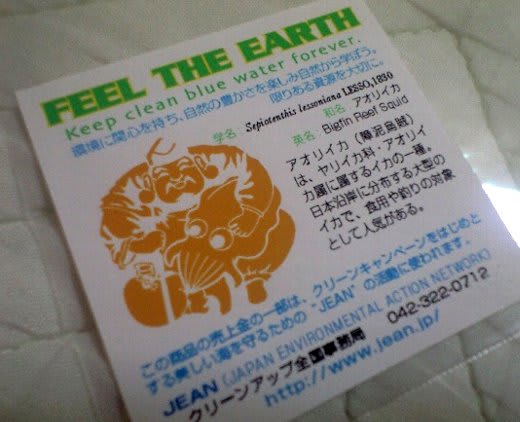 FEEL THE EARTH
Keep clean blue water forever.
環境に関心を持ち、自然の豊かさを楽しみ自然から学ぼう。
限りある資源を大切に。
学名 Sepioteuthis lessoniana LESSO,1830
和名 アオリイカ
英名 Bigfin Reef Squid
アオリイカ(障泥烏賊)
は、ヤリイカ科・アオリイ
カ属に属するイカの一種。
日本沿岸に分布する大型の
イカで、食用や釣りの対象
として人気がある。
この商品の売上金の一部は、クリーンキャンペーンをはじめと
する美しい海を守るための"JEAN"の活動に使われます。
JEAN (JAPAN ENVIRONMENTAL ACTION NETWORK)
クリーンアップ全国事務局 042-322-0712
http://www.jean.jp/